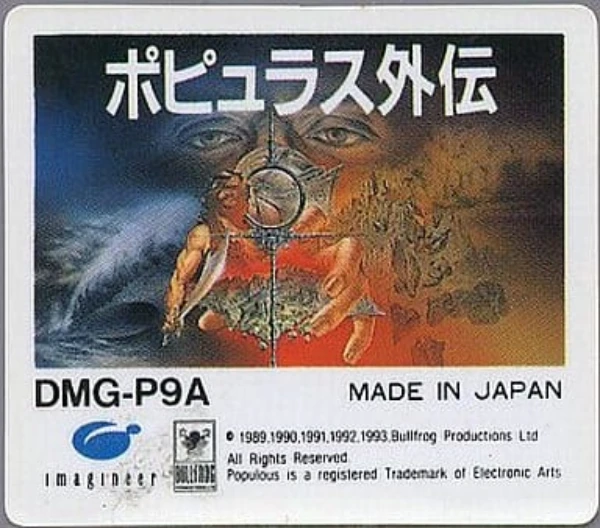 ポピュラス外伝
DMG-P9A
MADE IN JAPAN
imagineer
BULLFROG
© 1989,1990,1991,1992,1993,Bullfrog Productions Ltd
All Rights Reserved.
Populous is a registered Trademark of Electronic Arts